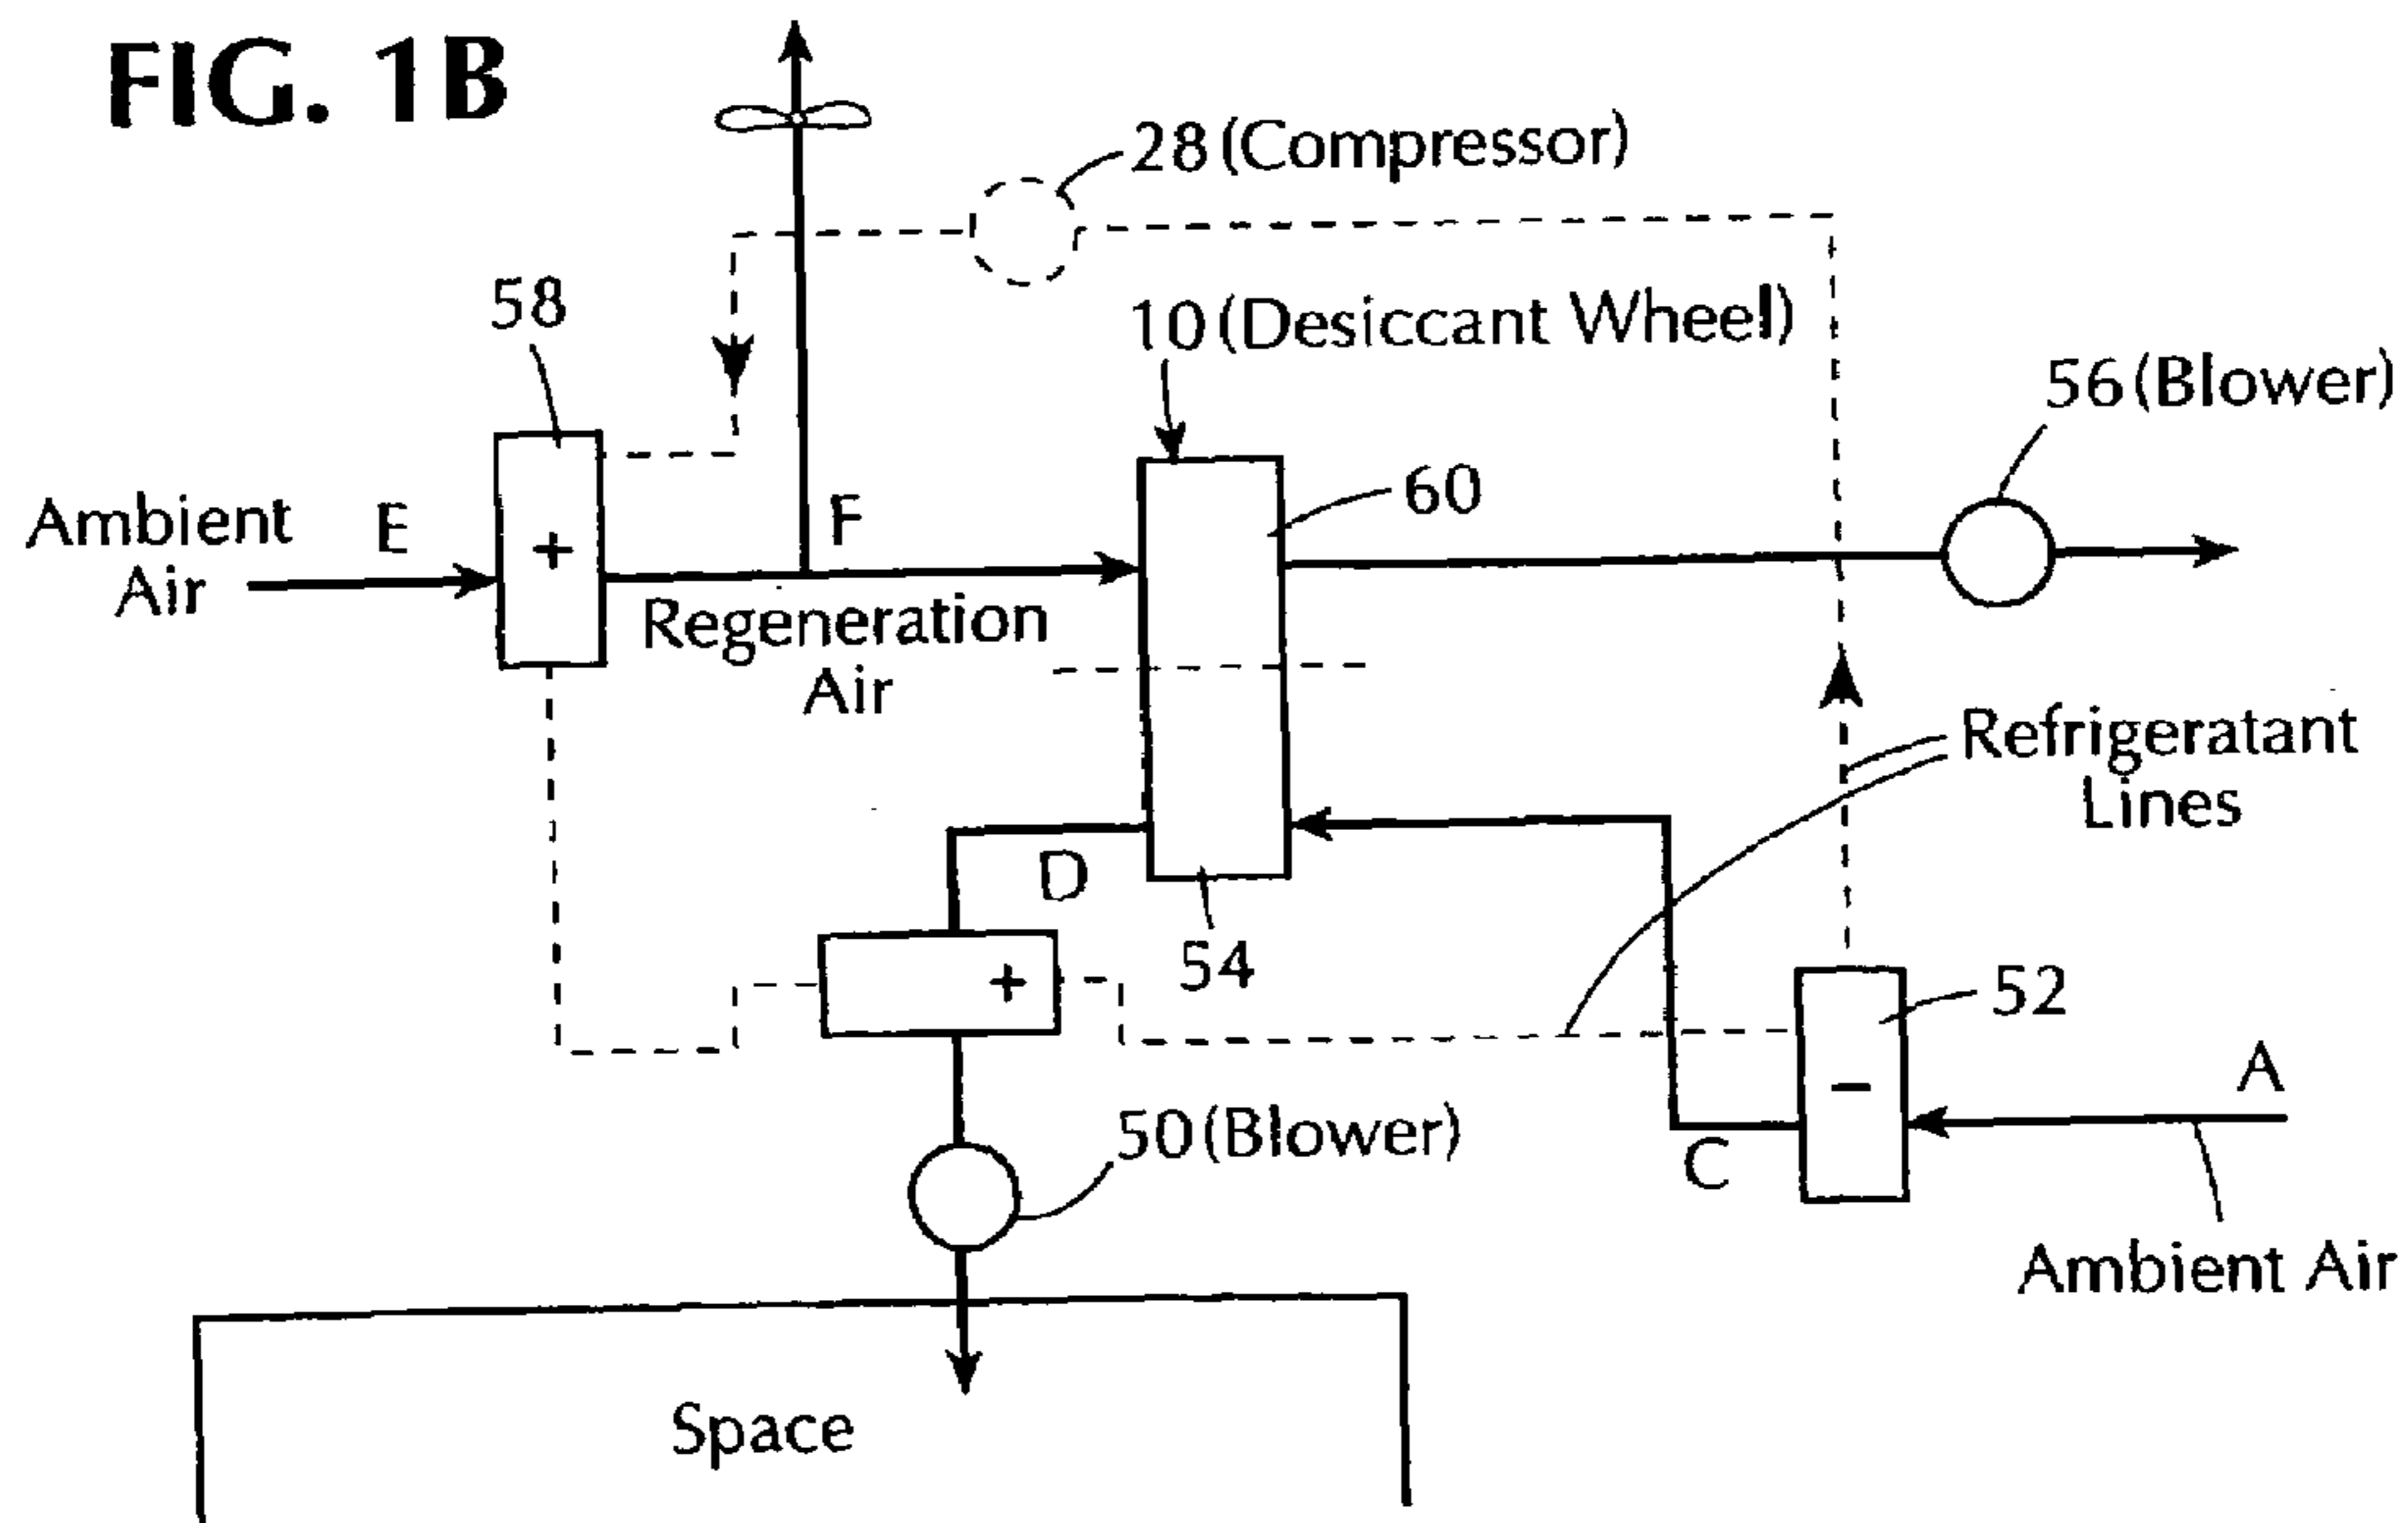 FIG. 1B
28 (Compressor)
58
10 (Desiccant Wheel)
56 (Blower)
60
Ambient
Air
E
F
+
Regeneration
Air
Refrigeratant
Lines
D
54
+
52
A
-
50 (Blower)
C
Ambient Air
Space